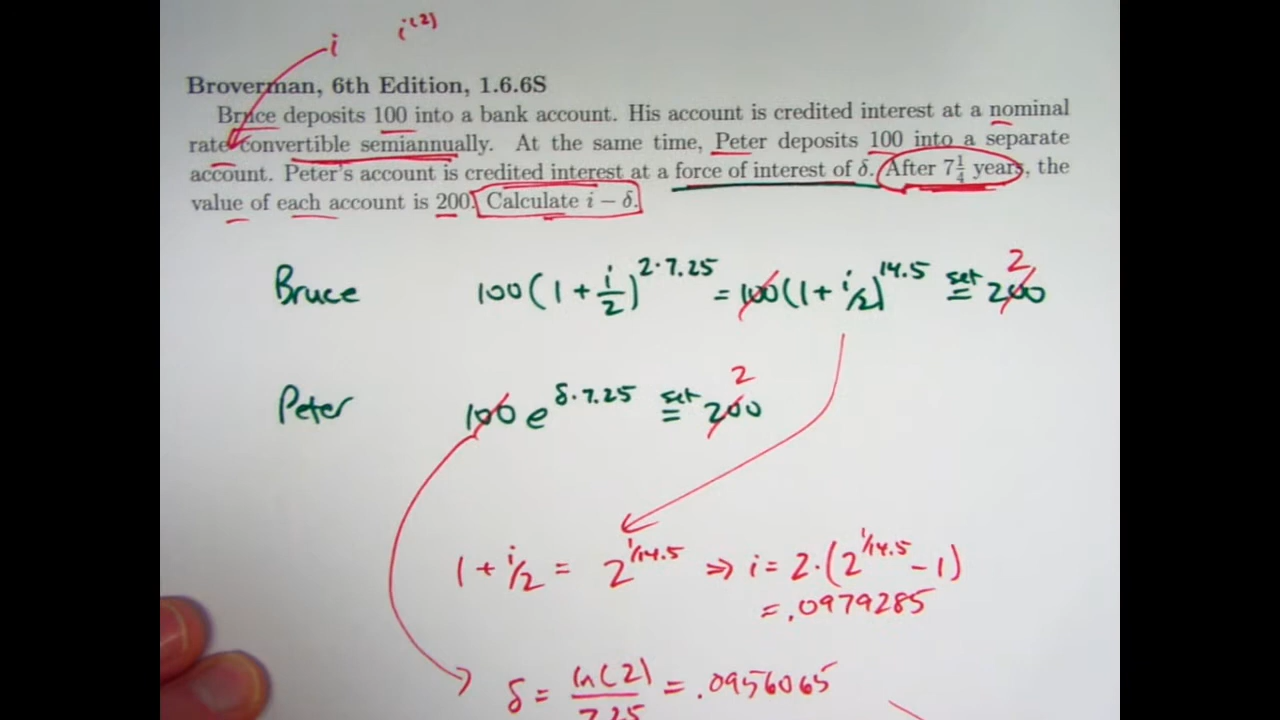 i i^(2)
Broverman, 6th Edition, 1.6.6S
Bruce deposits 100 into a bank account. His account is credited interest at a nominal
rate convertible semiannually. At the same time, Peter deposits 100 into a separate
account. Peter's account is credited interest at a force of interest of δ. After 7 1/4 years, the
value of each account is 200. Calculate i − δ.
2
Bruce 100(1 + i/2)^2·7.25 = 100(1 + i/2)^14.5 set = 200
2
Peter 100 e^δ·7.25 set = 200
1 + i/2 = 2^1/14.5 ⇒ i = 2·(2^1/14.5 − 1)
= .0979285
δ = ln(2)/7.25 = .0956065